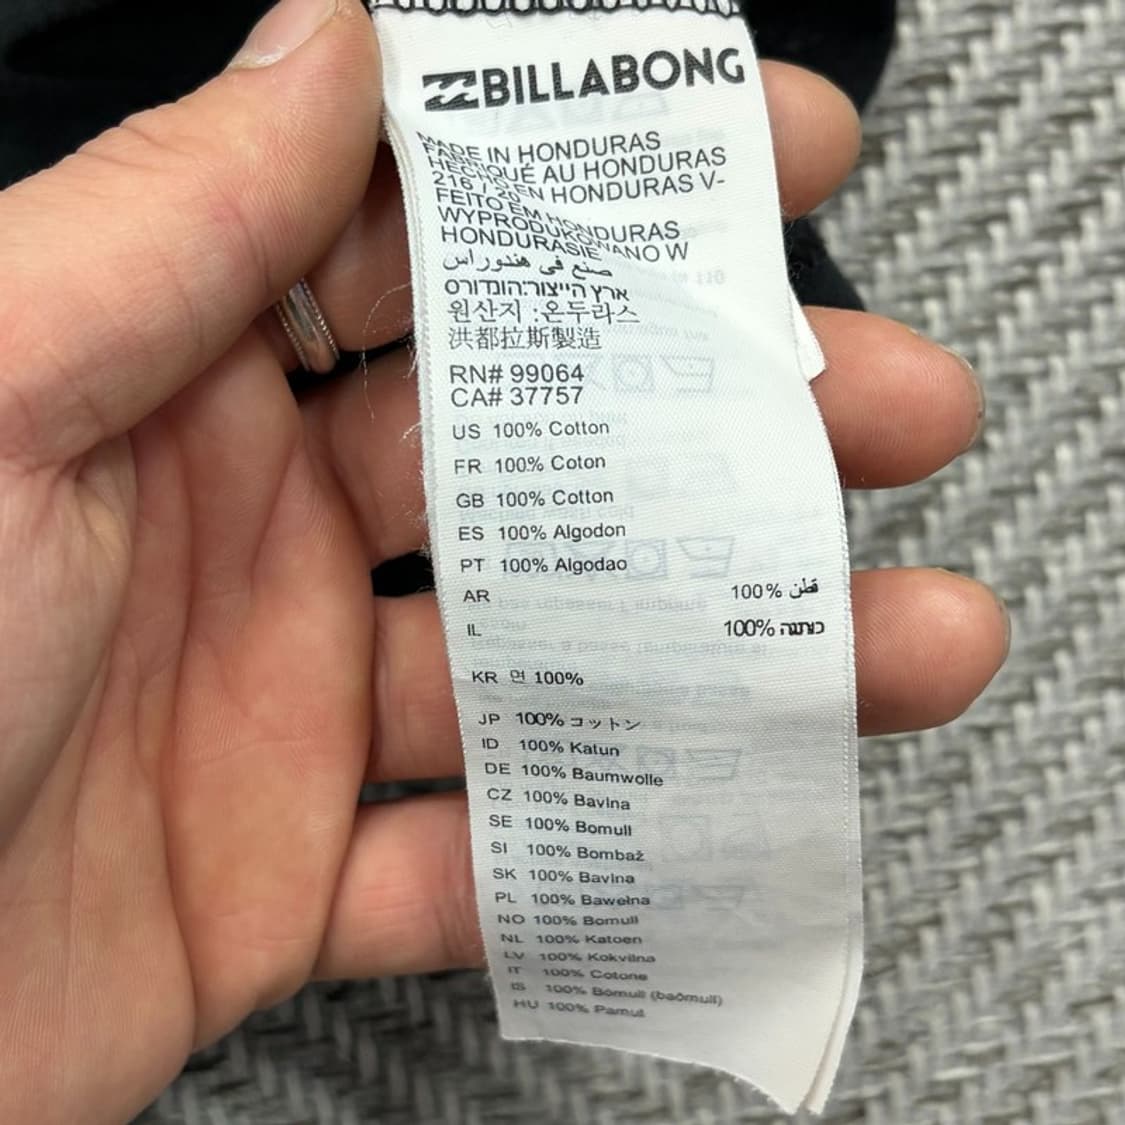 BILLABONG
MADE IN HONDURAS
FABRIQUÉ AU HONDURAS
HECHO EN HONDURAS V-
216 / 20
FEITO EM HONDURAS
WYPRODUKOWANO W
HONDURASIE
صنع في هندوراس
ארץ הייצור:הונדורס
원산지 :온두라스
洪都拉斯製造
RN# 99064
CA# 37757
US 100% Cotton
FR 100% Coton
GB 100% Cotton
ES 100% Algodon
PT 100% Algodao
AR 100% قطن
IL 100% כותנה
KR 면 100%
JP 100% コットン
ID 100% Katun
DE 100% Baumwolle
CZ 100% Bavlna
SE 100% Bomull
SI 100% Bombaž
SK 100% Bavlna
PL 100% Bawełna
NO 100% Bomull
NL 100% Katoen
LV 100% Kokvilna
IT 100% Cotone
IS 100% Bómull (baðmull)
HU 100% Pamut